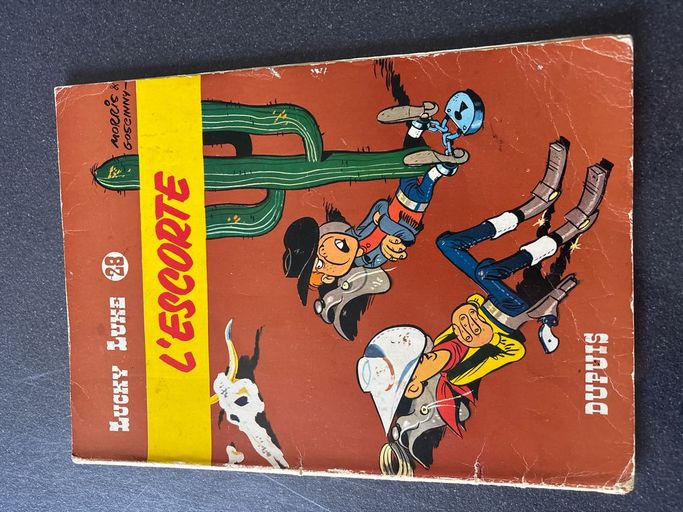 MORRIS &
GOSCINNY
LUCKY LUKE 28
L'ESCORTE
DUPUIS